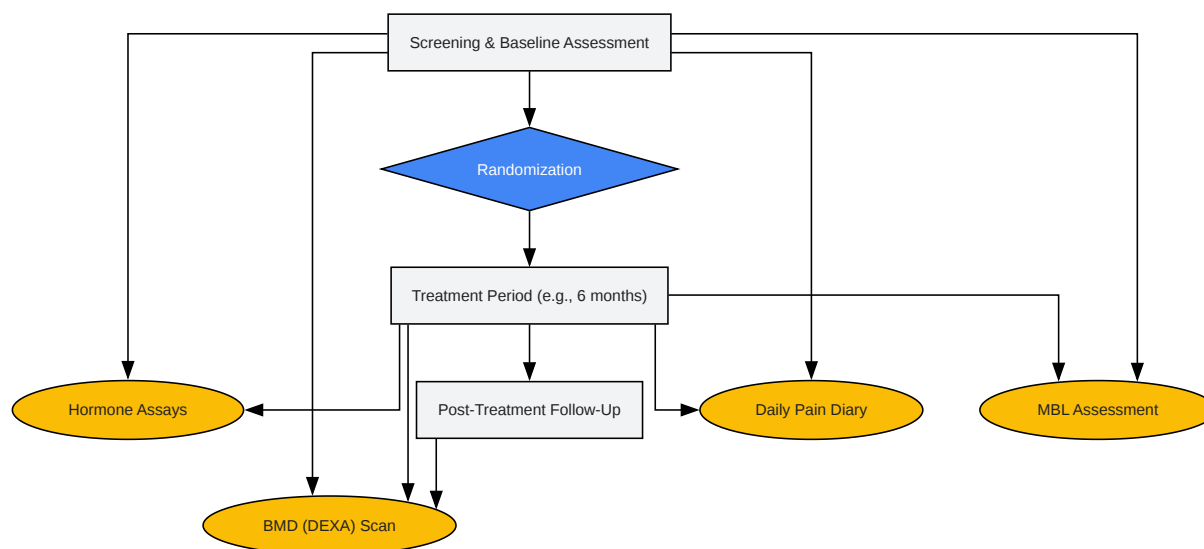 Screening & Baseline Assessment
Randomization
Treatment Period (e.g., 6 months)
Hormone Assays
Post-Treatment Follow-Up
Daily Pain Diary
MBL Assessment
BMD (DEXA) Scan